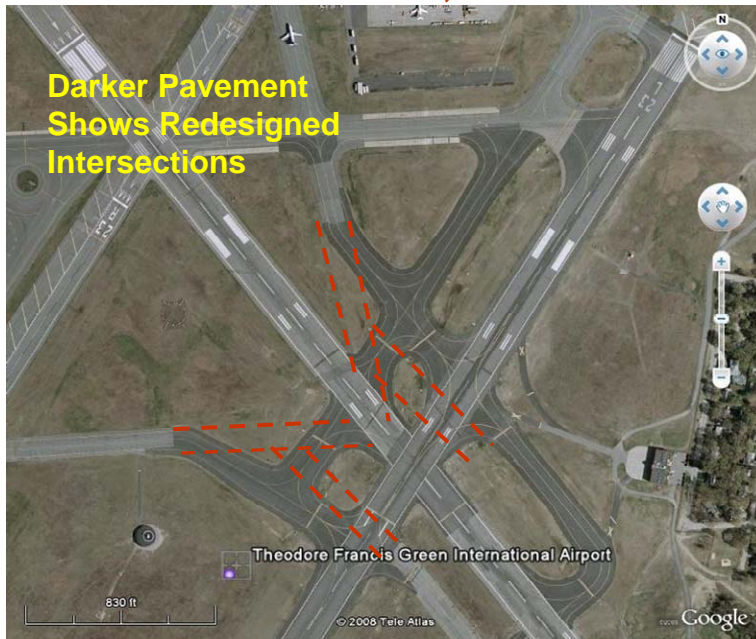 Darker Pavement
Shows Redesigned
Intersections
N
Theodore Francis Green International Airport
830 ft
© 2008 Tele Atlas
Google